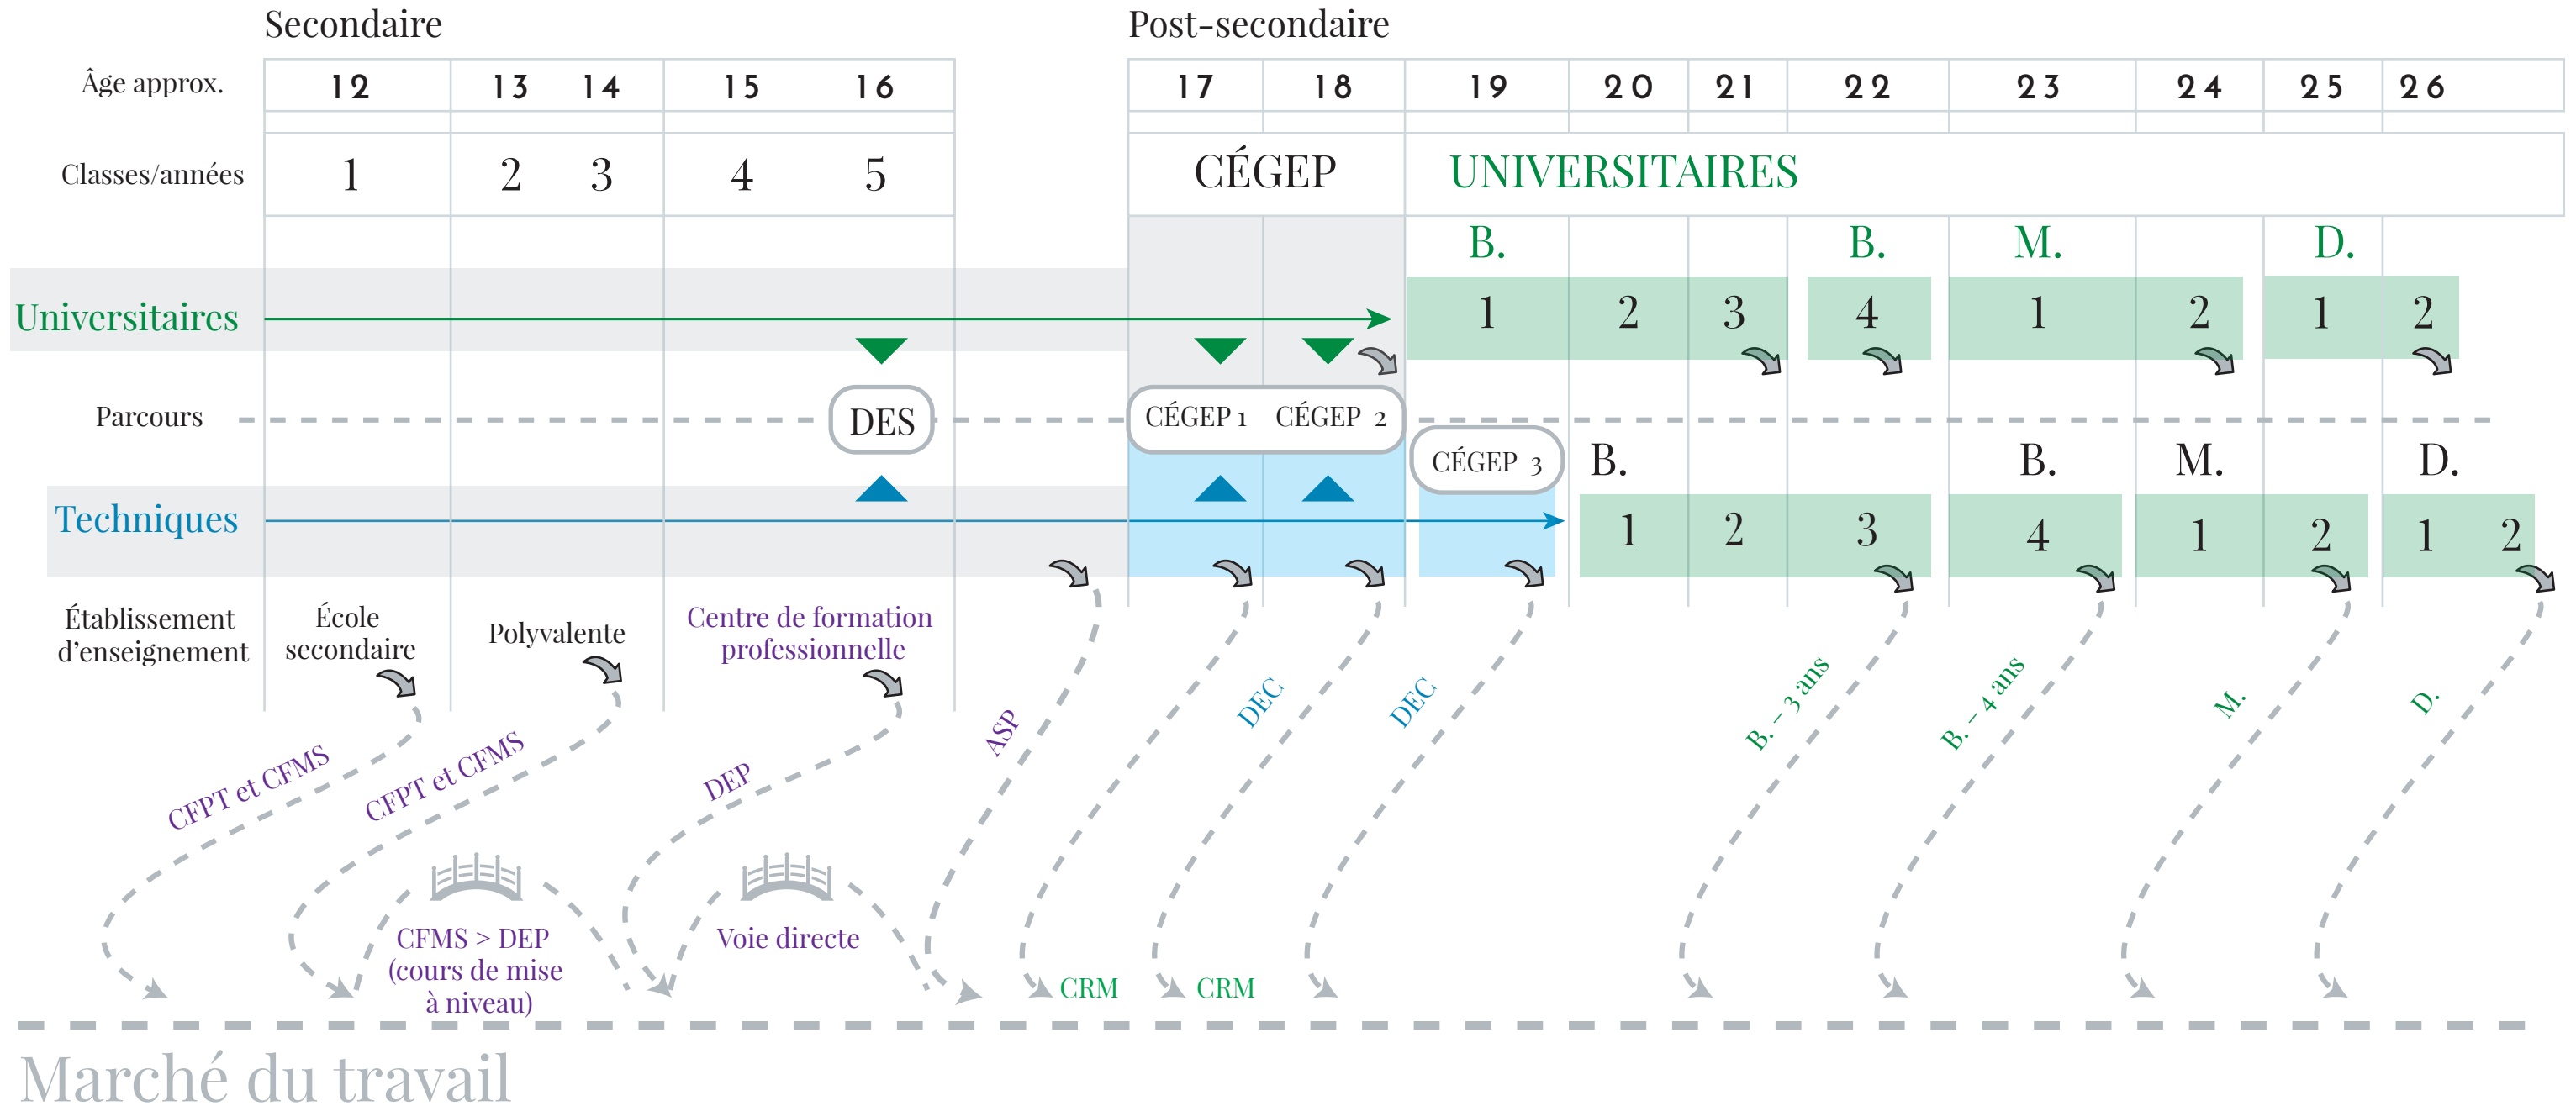 Secondaire
Post-secondaire
Âge approx.
12 13 14 15 16 17 18 19 20 21 22 23 24 25 26
Classes/années
1 2 3 4 5 CÉGEP UNIVERSITAIRES
B. B. M. D.
Universitaires
1 2 3 4 1 2 1 2
Parcours
DES
CÉGEP 1 CÉGEP 2
CÉGEP 3
B. B. M. D.
Techniques
1 2 3 4 1 2 1 2
Établissement
d’enseignement
École
secondaire
Polyvalente
Centre de formation
professionnelle
CFPT et CFMS
CFPT et CFMS
DEP
ASP
DEC
DEC
B. – 3 ans
B. – 4 ans
M.
D.
CFMS > DEP
(cours de mise
à niveau)
Voie directe
CRM
CRM
Marché du travail